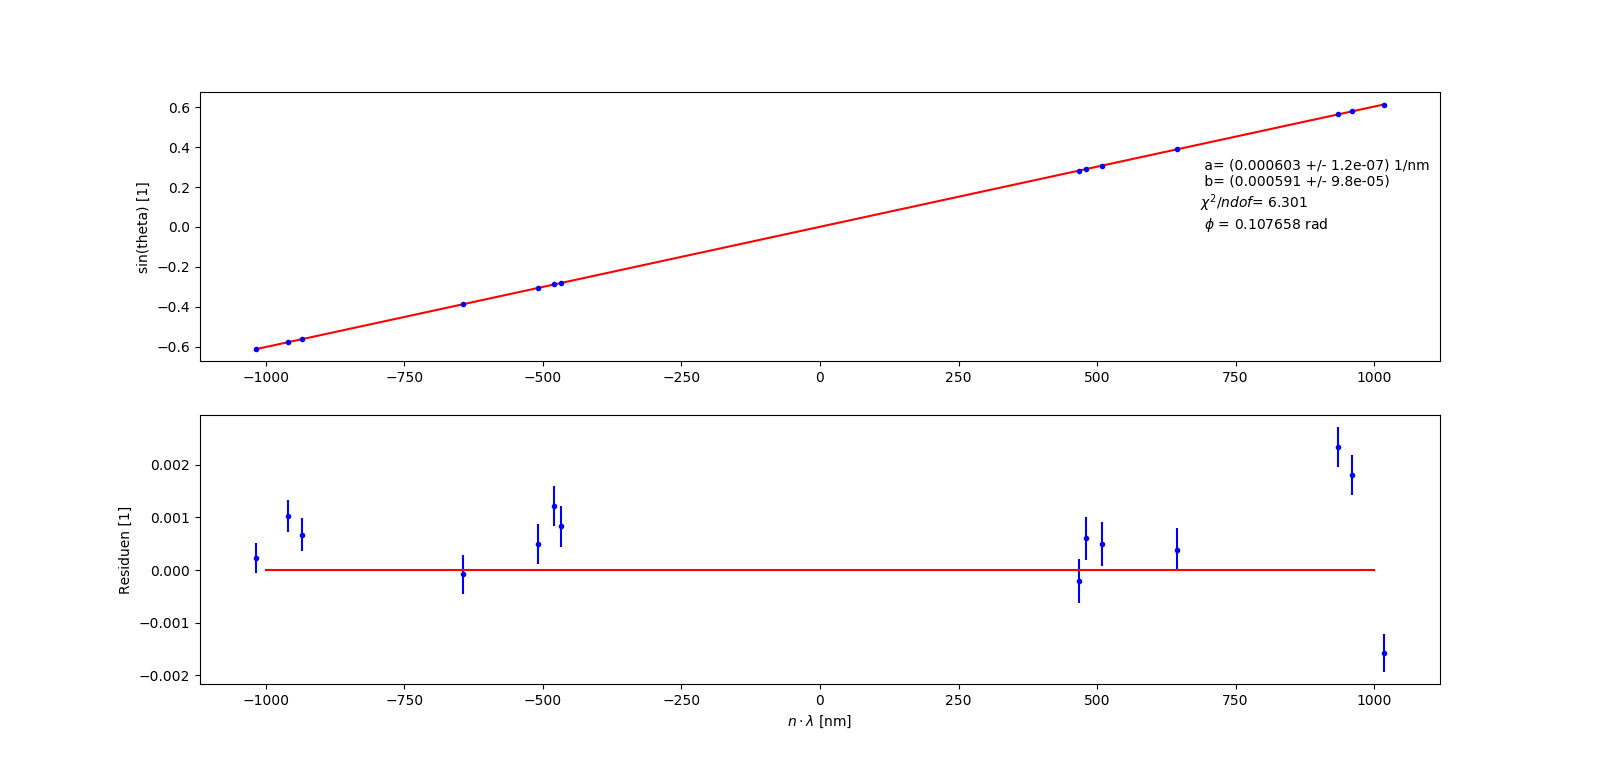 0.6
0.4
0.2
0.0
−0.2
−0.4
−0.6
sin(theta) [1]
a= (0.000603 +/- 1.2e-07) 1/nm
b= (0.000591 +/- 9.8e-05)
χ²/ndof= 6.301
ϕ = 0.107658 rad
−1000 −750 −500 −250 0 250 500 750 1000
0.002
0.001
0.000
−0.001
−0.002
Residuen [1]
−1000 −750 −500 −250 0 250 500 750 1000
n · λ [nm]